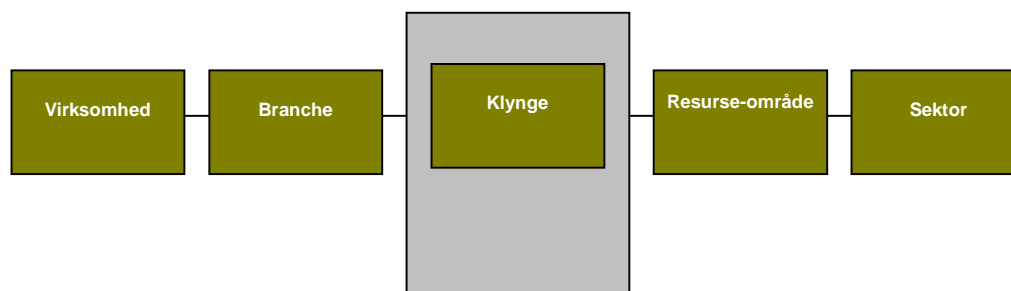 Virksomhed
Branche
Klynge
Resurse-område
Sektor